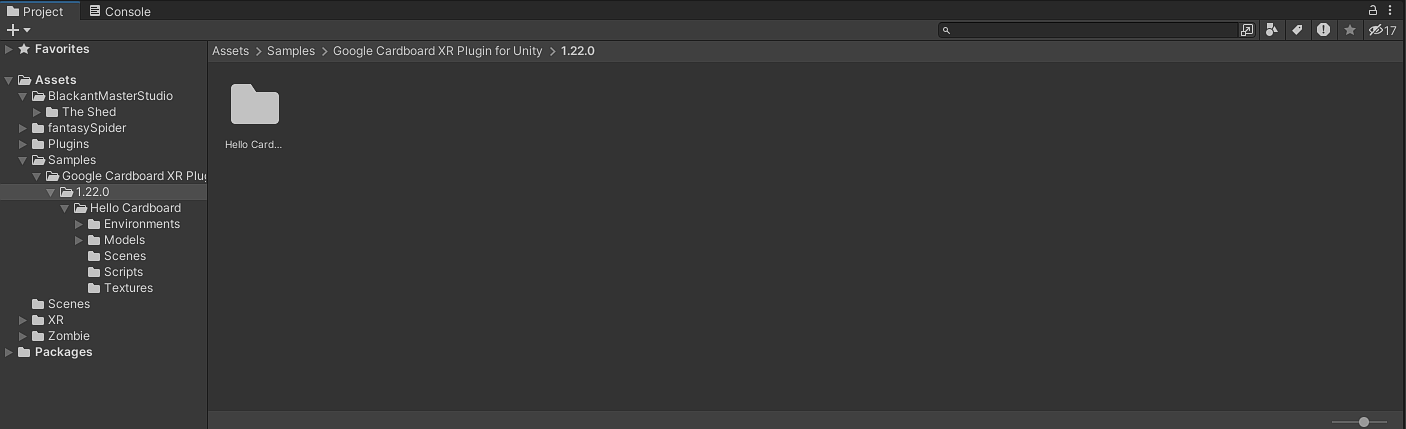 Project Console
17
Favorites
Assets > Samples > Google Cardboard XR Plugin for Unity > 1.22.0
Assets
BlackantMasterStudio
The Shed
fantasySpider
Plugins
Samples
Google Cardboard XR Plug
1.22.0
Hello Cardboard
Environments
Models
Scenes
Scripts
Textures
Scenes
XR
Zombie
Packages
Hello Card...